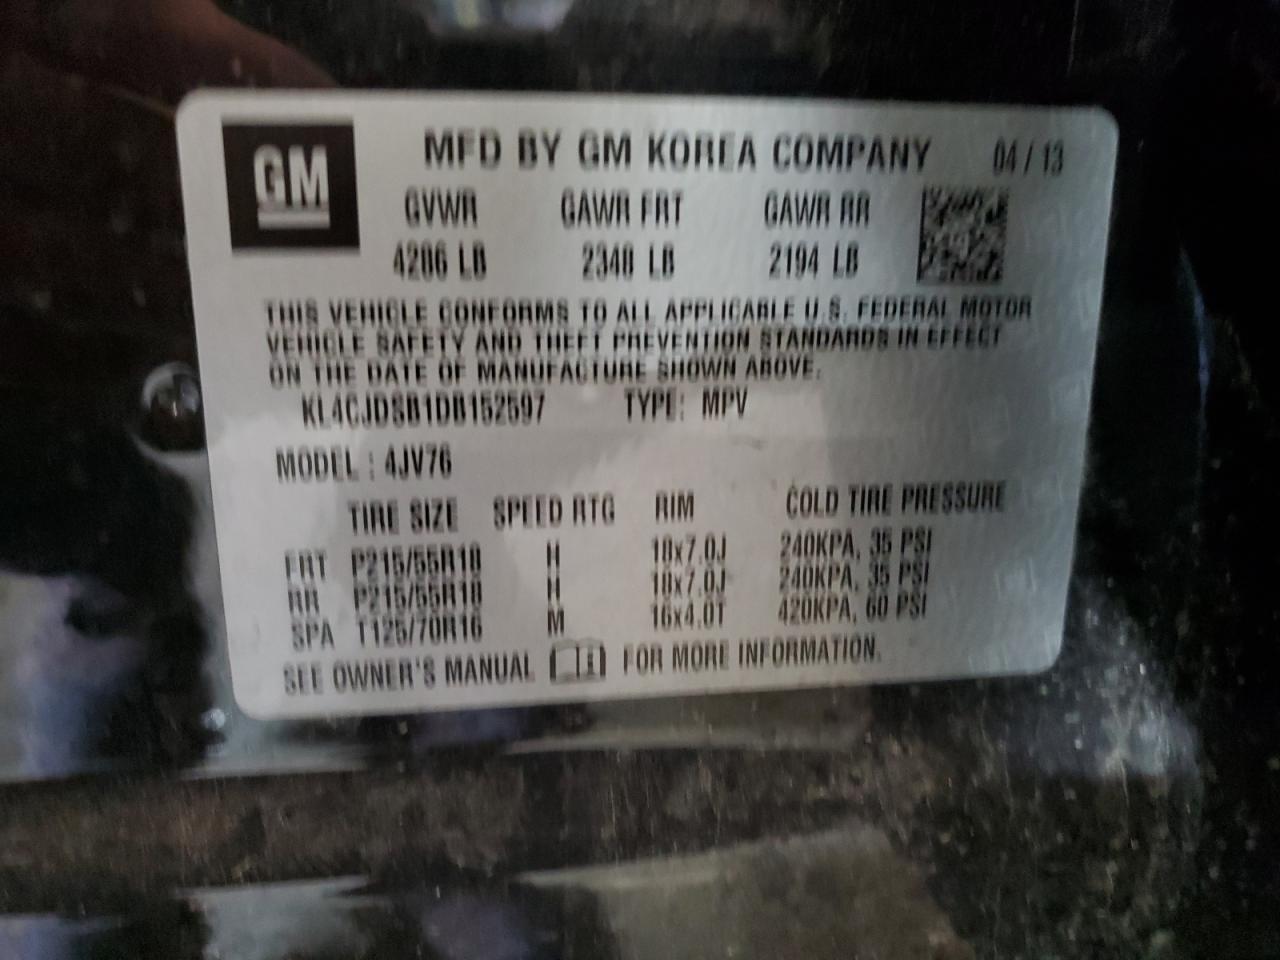 GM
MFD BY GM KOREA COMPANY 04 / 13
GVWR GAWR FRT GAWR RR
4286 LB 2348 LB 2194 LB
THIS VEHICLE CONFORMS TO ALL APPLICABLE U.S. FEDERAL MOTOR
VEHICLE SAFETY AND THEFT PREVENTION STANDARDS IN EFFECT
ON THE DATE OF MANUFACTURE SHOWN ABOVE.
KL4CJDSB1DB152597 TYPE: MPV
MODEL : 4JV76
TIRE SIZE SPEED RTG RIM COLD TIRE PRESSURE
FRT P215/55R18 H 18x7.0J 240KPA, 35 PSI
RR P215/55R18 H 18x7.0J 240KPA, 35 PSI
SPA T125/70R16 M 16x4.0T 420KPA, 60 PSI
SEE OWNER'S MANUAL FOR MORE INFORMATION.